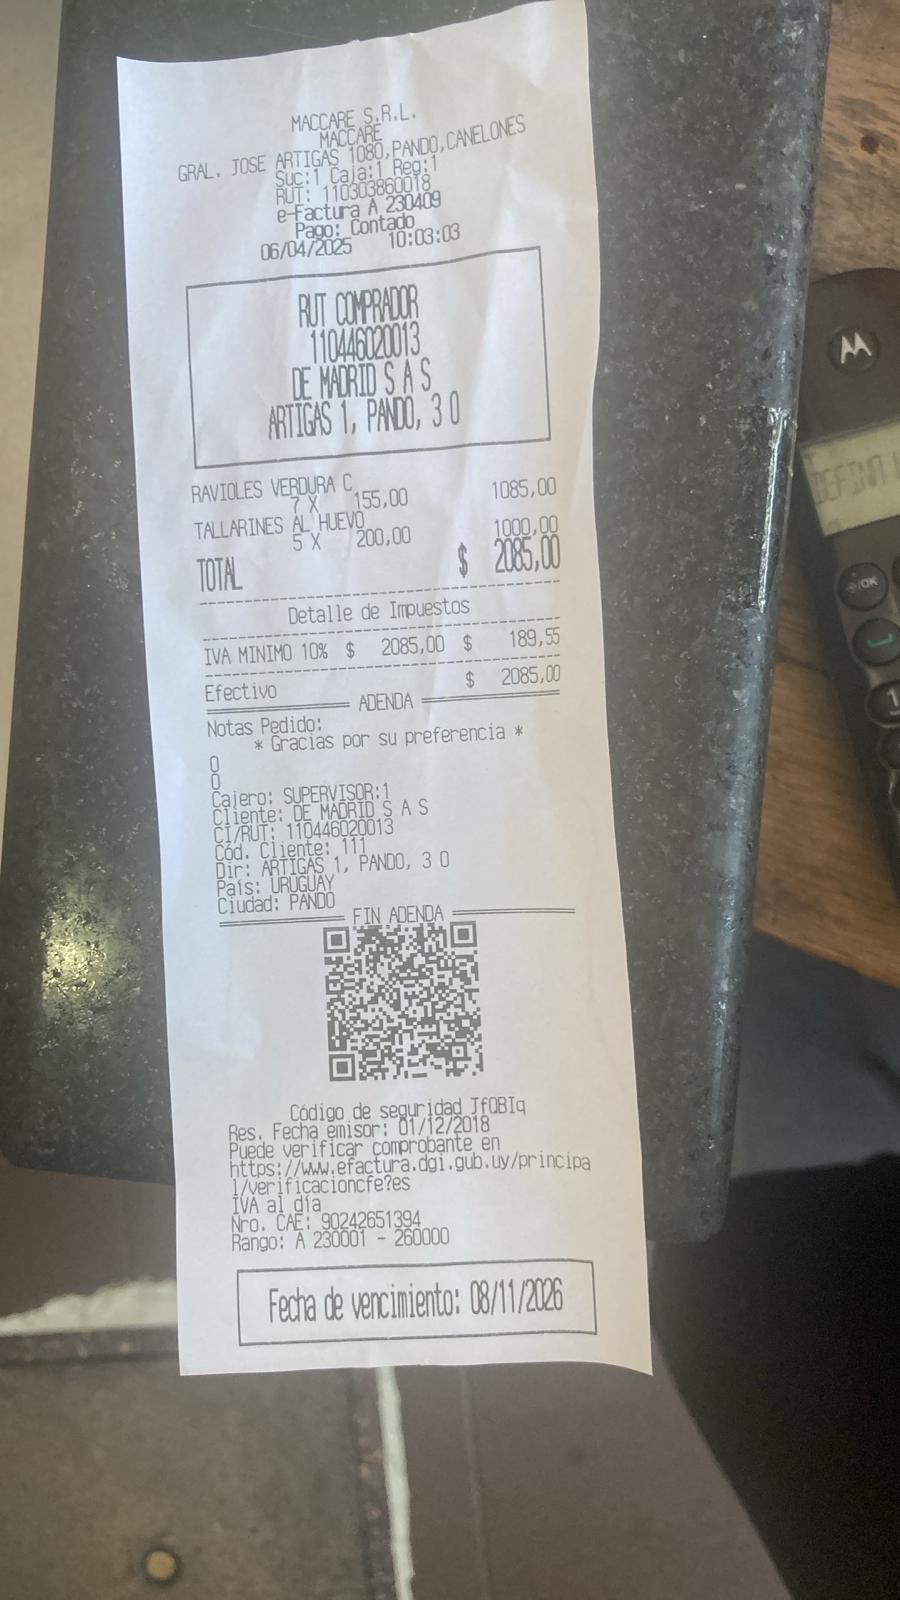 MACCARE S.R.L.
MACCARE
GRAL. JOSE ARTIGAS 1080,PANDO,CANELONES
Suc:1 Caja:1 Reg:1
RUT: 110303860018
e-Factura A 230409
Pago: Contado
06/04/2025 10:03:03
RUT COMPRADOR
110446020013
DE MADRID S A S
ARTIGAS 1, PANDO, 3 0
RAVIOLES VERDURA C
7 X 155,00 1085,00
TALLARINES AL HUEVO
5 X 200,00 1000,00
TOTAL $ 2085,00
Detalle de Impuestos
IVA MINIMO 10% $ 2085,00 $ 189,55
Efectivo $ 2085,00
ADENDA
Notas Pedido:
* Gracias por su preferencia *
0
0
Cajero: SUPERVISOR:1
Cliente: DE MADRID S A S
CI/RUT: 110446020013
Cód. Cliente: 111
Dir: ARTIGAS 1, PANDO, 3 0
País: URUGUAY
Ciudad: PANDO
FIN ADENDA
Código de seguridad JfQBIq
Res. Fecha emisor: 01/12/2018
Puede verificar comprobante en
https://www.efactura.dgi.gub.uy/principa
l/verificacioncfe?es
IVA al día
Nro. CAE: 90242651394
Rango: A 230001 - 260000
Fecha de vencimiento: 08/11/2026
/OK
1